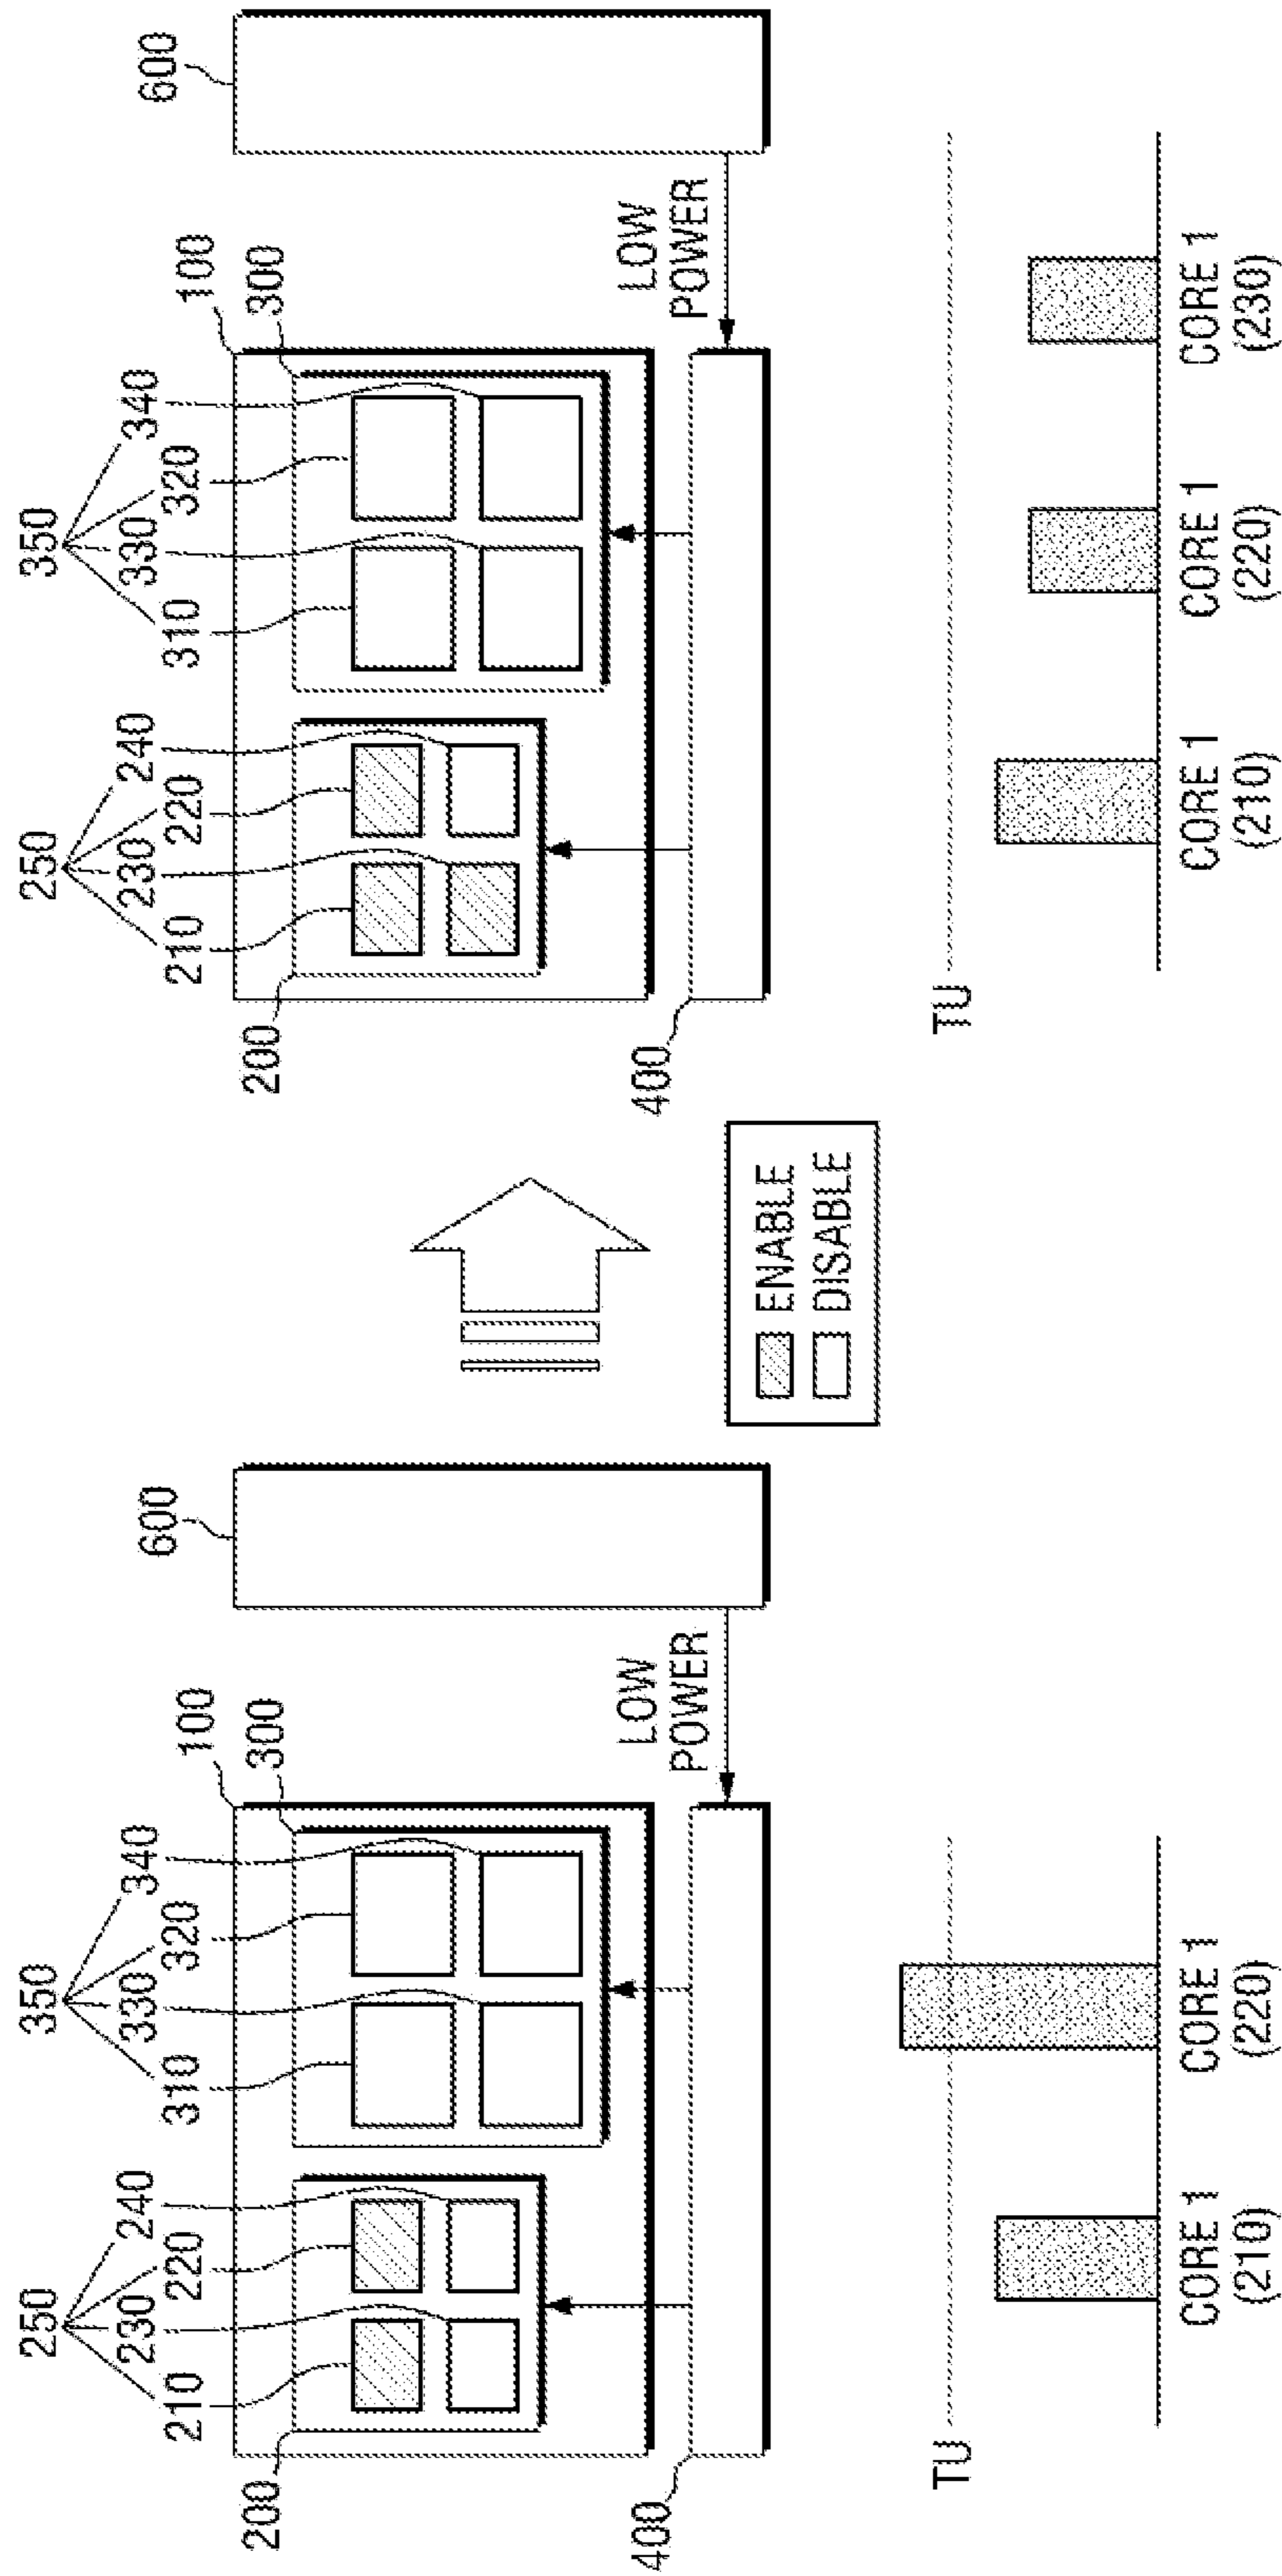 250
210 230 220 240
350
310 330 320 340
100
300
600
200
400
LOW
POWER
TU
CORE 1
(210)
CORE 1
(220)
ENABLE
DISABLE
250
210 230 220 240
350
310 330 320 340
100
300
600
200
400
LOW
POWER
TU
CORE 1
(210)
CORE 1
(220)
CORE 1
(230)